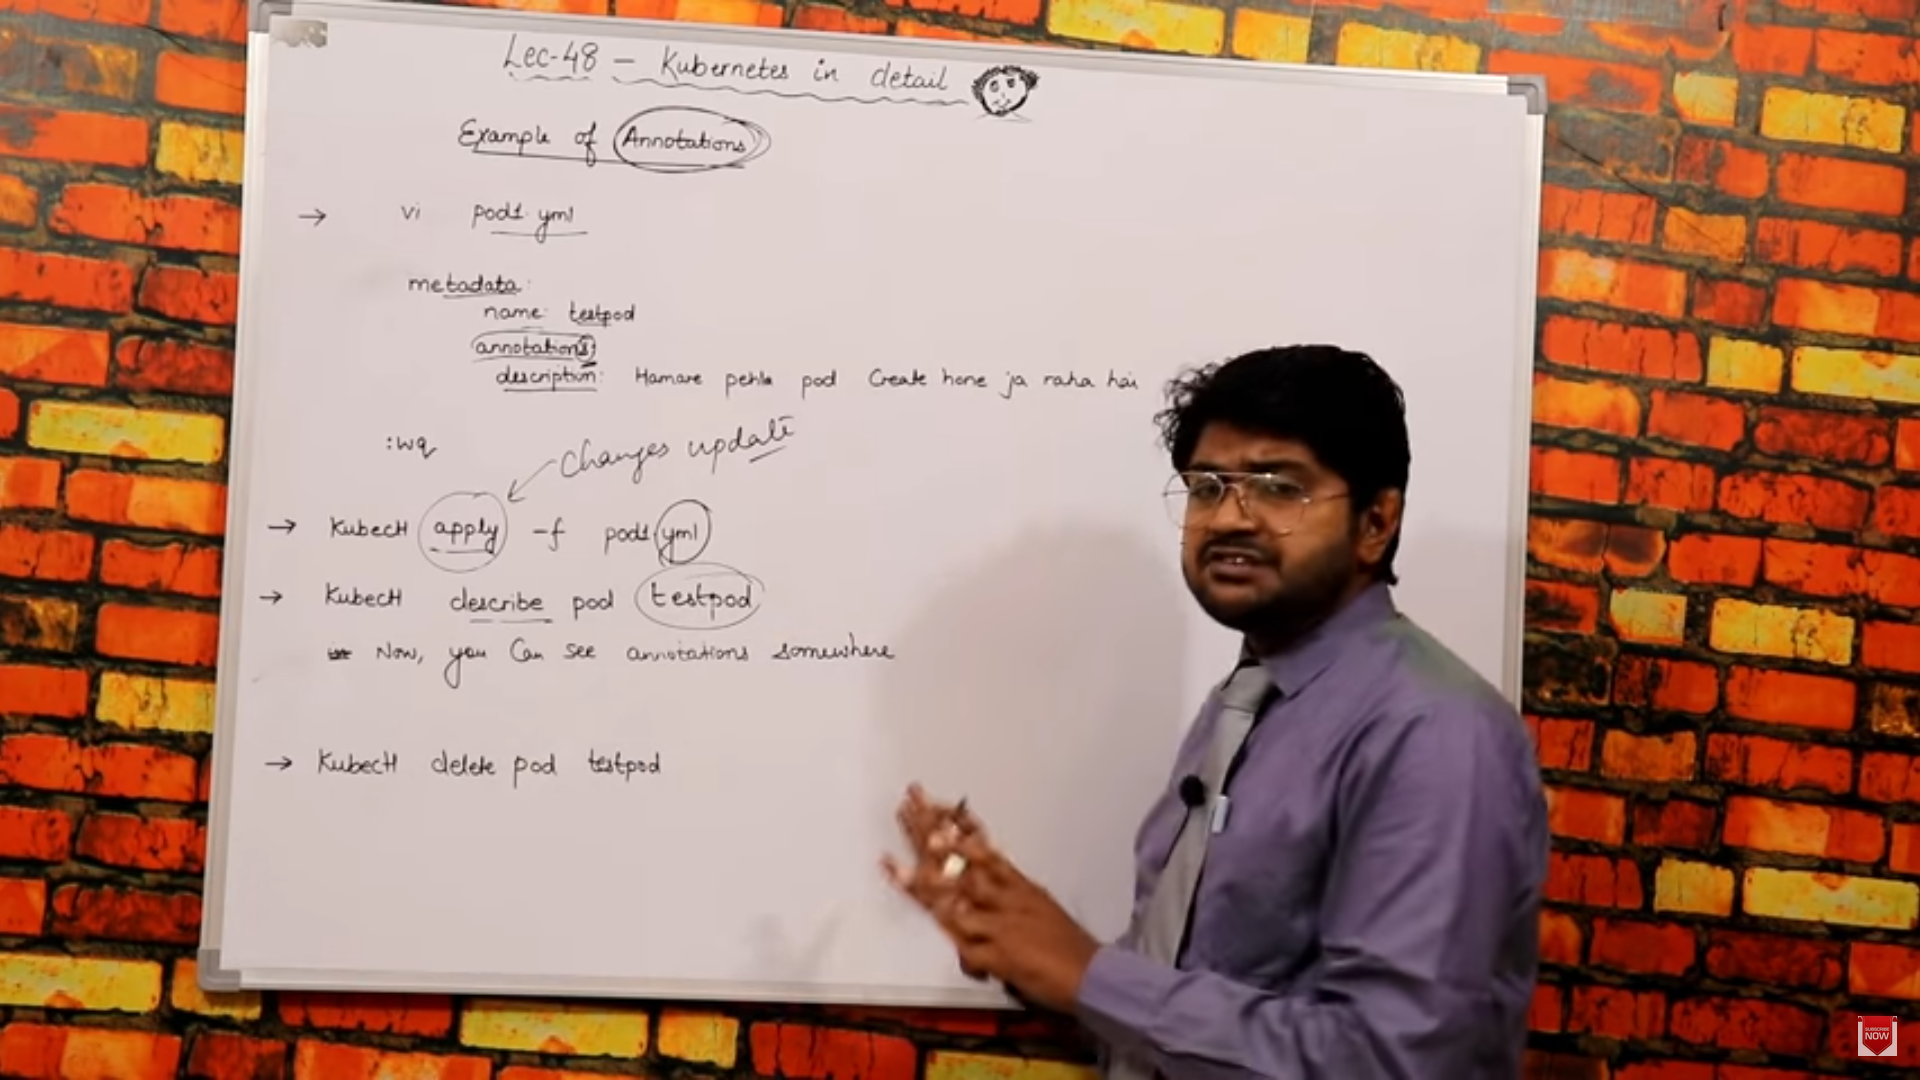 Lec-48 – Kubernetes in detail
Example of Annotations
→ vi pod1.yml
metadata:
name: testpod
annotations:
description: Hamare pehla pod Create hone ja raha hai
:wq
changes update
→ Kubectl apply -f pod1.yml
→ Kubectl describe pod testpod
Now, you Can see annotations somewhere
→ Kubectl delete pod testpod
SUBSCRIBE
NOW